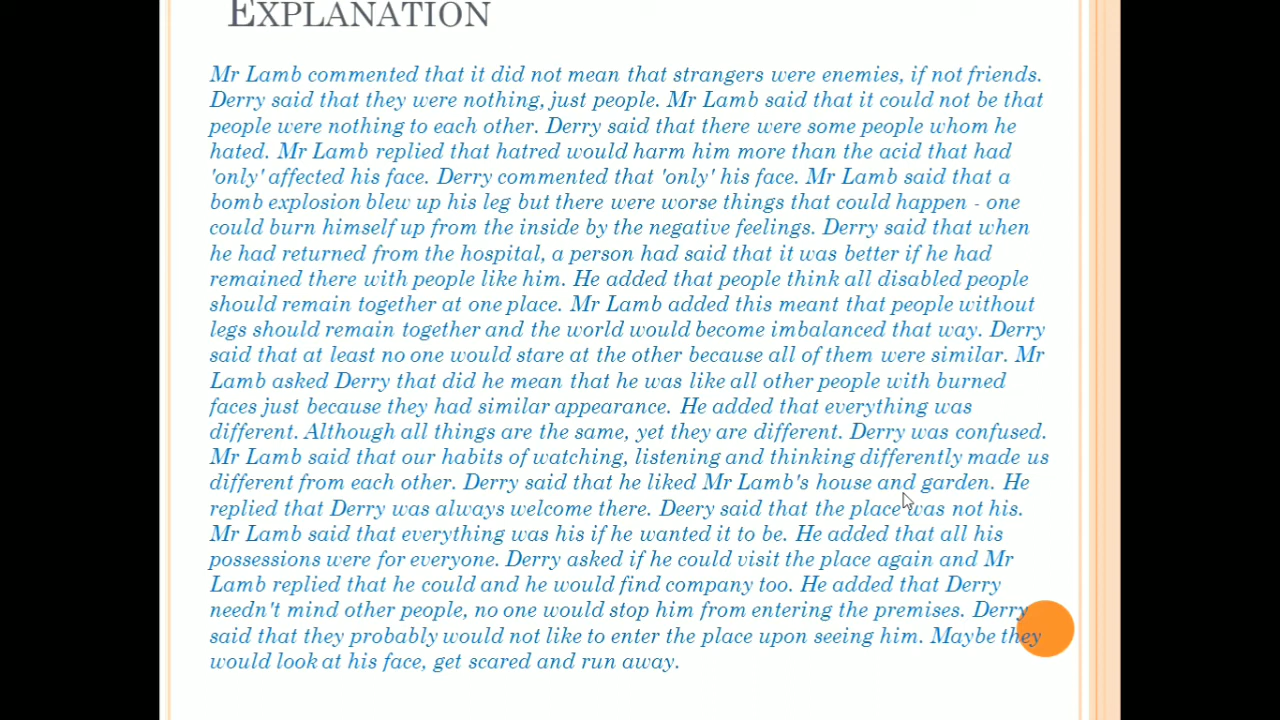 EXPLANATION
Mr Lamb commented that it did not mean that strangers were enemies, if not friends.
Derry said that they were nothing, just people. Mr Lamb said that it could not be that
people were nothing to each other. Derry said that there were some people whom he
hated. Mr Lamb replied that hatred would harm him more than the acid that had
'only' affected his face. Derry commented that 'only' his face. Mr Lamb said that a
bomb explosion blew up his leg but there were worse things that could happen - one
could burn himself up from the inside by the negative feelings. Derry said that when
he had returned from the hospital, a person had said that it was better if he had
remained there with people like him. He added that people think all disabled people
should remain together at one place. Mr Lamb added this meant that people without
legs should remain together and the world would become imbalanced that way. Derry
said that at least no one would stare at the other because all of them were similar. Mr
Lamb asked Derry that did he mean that he was like all other people with burned
faces just because they had similar appearance. He added that everything was
different. Although all things are the same, yet they are different. Derry was confused.
Mr Lamb said that our habits of watching, listening and thinking differently made us
different from each other. Derry said that he liked Mr Lamb's house and garden. He
replied that Derry was always welcome there. Deery said that the place was not his.
Mr Lamb said that everything was his if he wanted it to be. He added that all his
possessions were for everyone. Derry asked if he could visit the place again and Mr
Lamb replied that he could and he would find company too. He added that Derry
needn't mind other people, no one would stop him from entering the premises. Derry
said that they probably would not like to enter the place upon seeing him. Maybe they
would look at his face, get scared and run away.